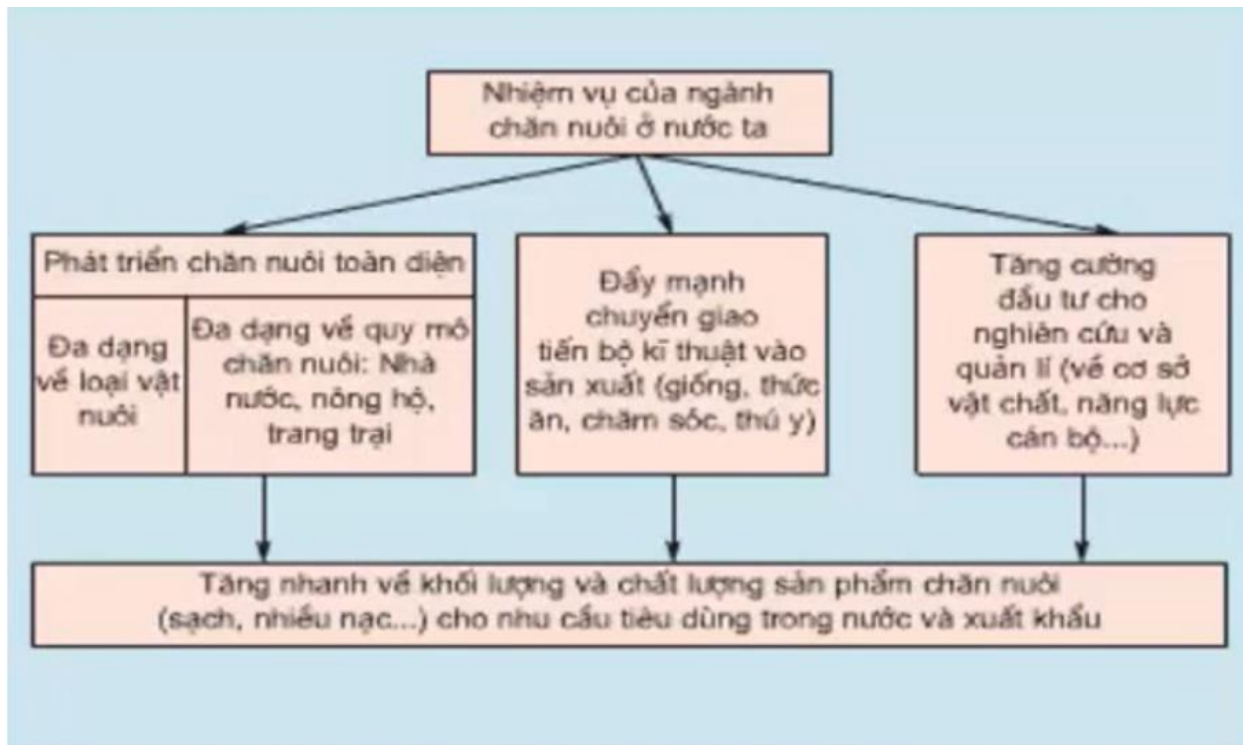 Nhiệm vụ của ngành
chăn nuôi ở nước ta
Phát triển chăn nuôi toàn diện
Đa dạng
về loại vật
nuôi
Đa dạng về quy mô
chăn nuôi: Nhà
nước, nông hộ,
trang trại
Đẩy mạnh
chuyển giao
tiến bộ kĩ thuật vào
sản xuất (giống, thức
ăn, chăm sóc, thú y)
Tăng cường
đầu tư cho
nghiên cứu và
quản lí (về cơ sở
vật chất, năng lực
cán bộ...)
Tăng nhanh về khối lượng và chất lượng sản phẩm chăn nuôi
(sạch, nhiều nạc...) cho nhu cầu tiêu dùng trong nước và xuất khẩu